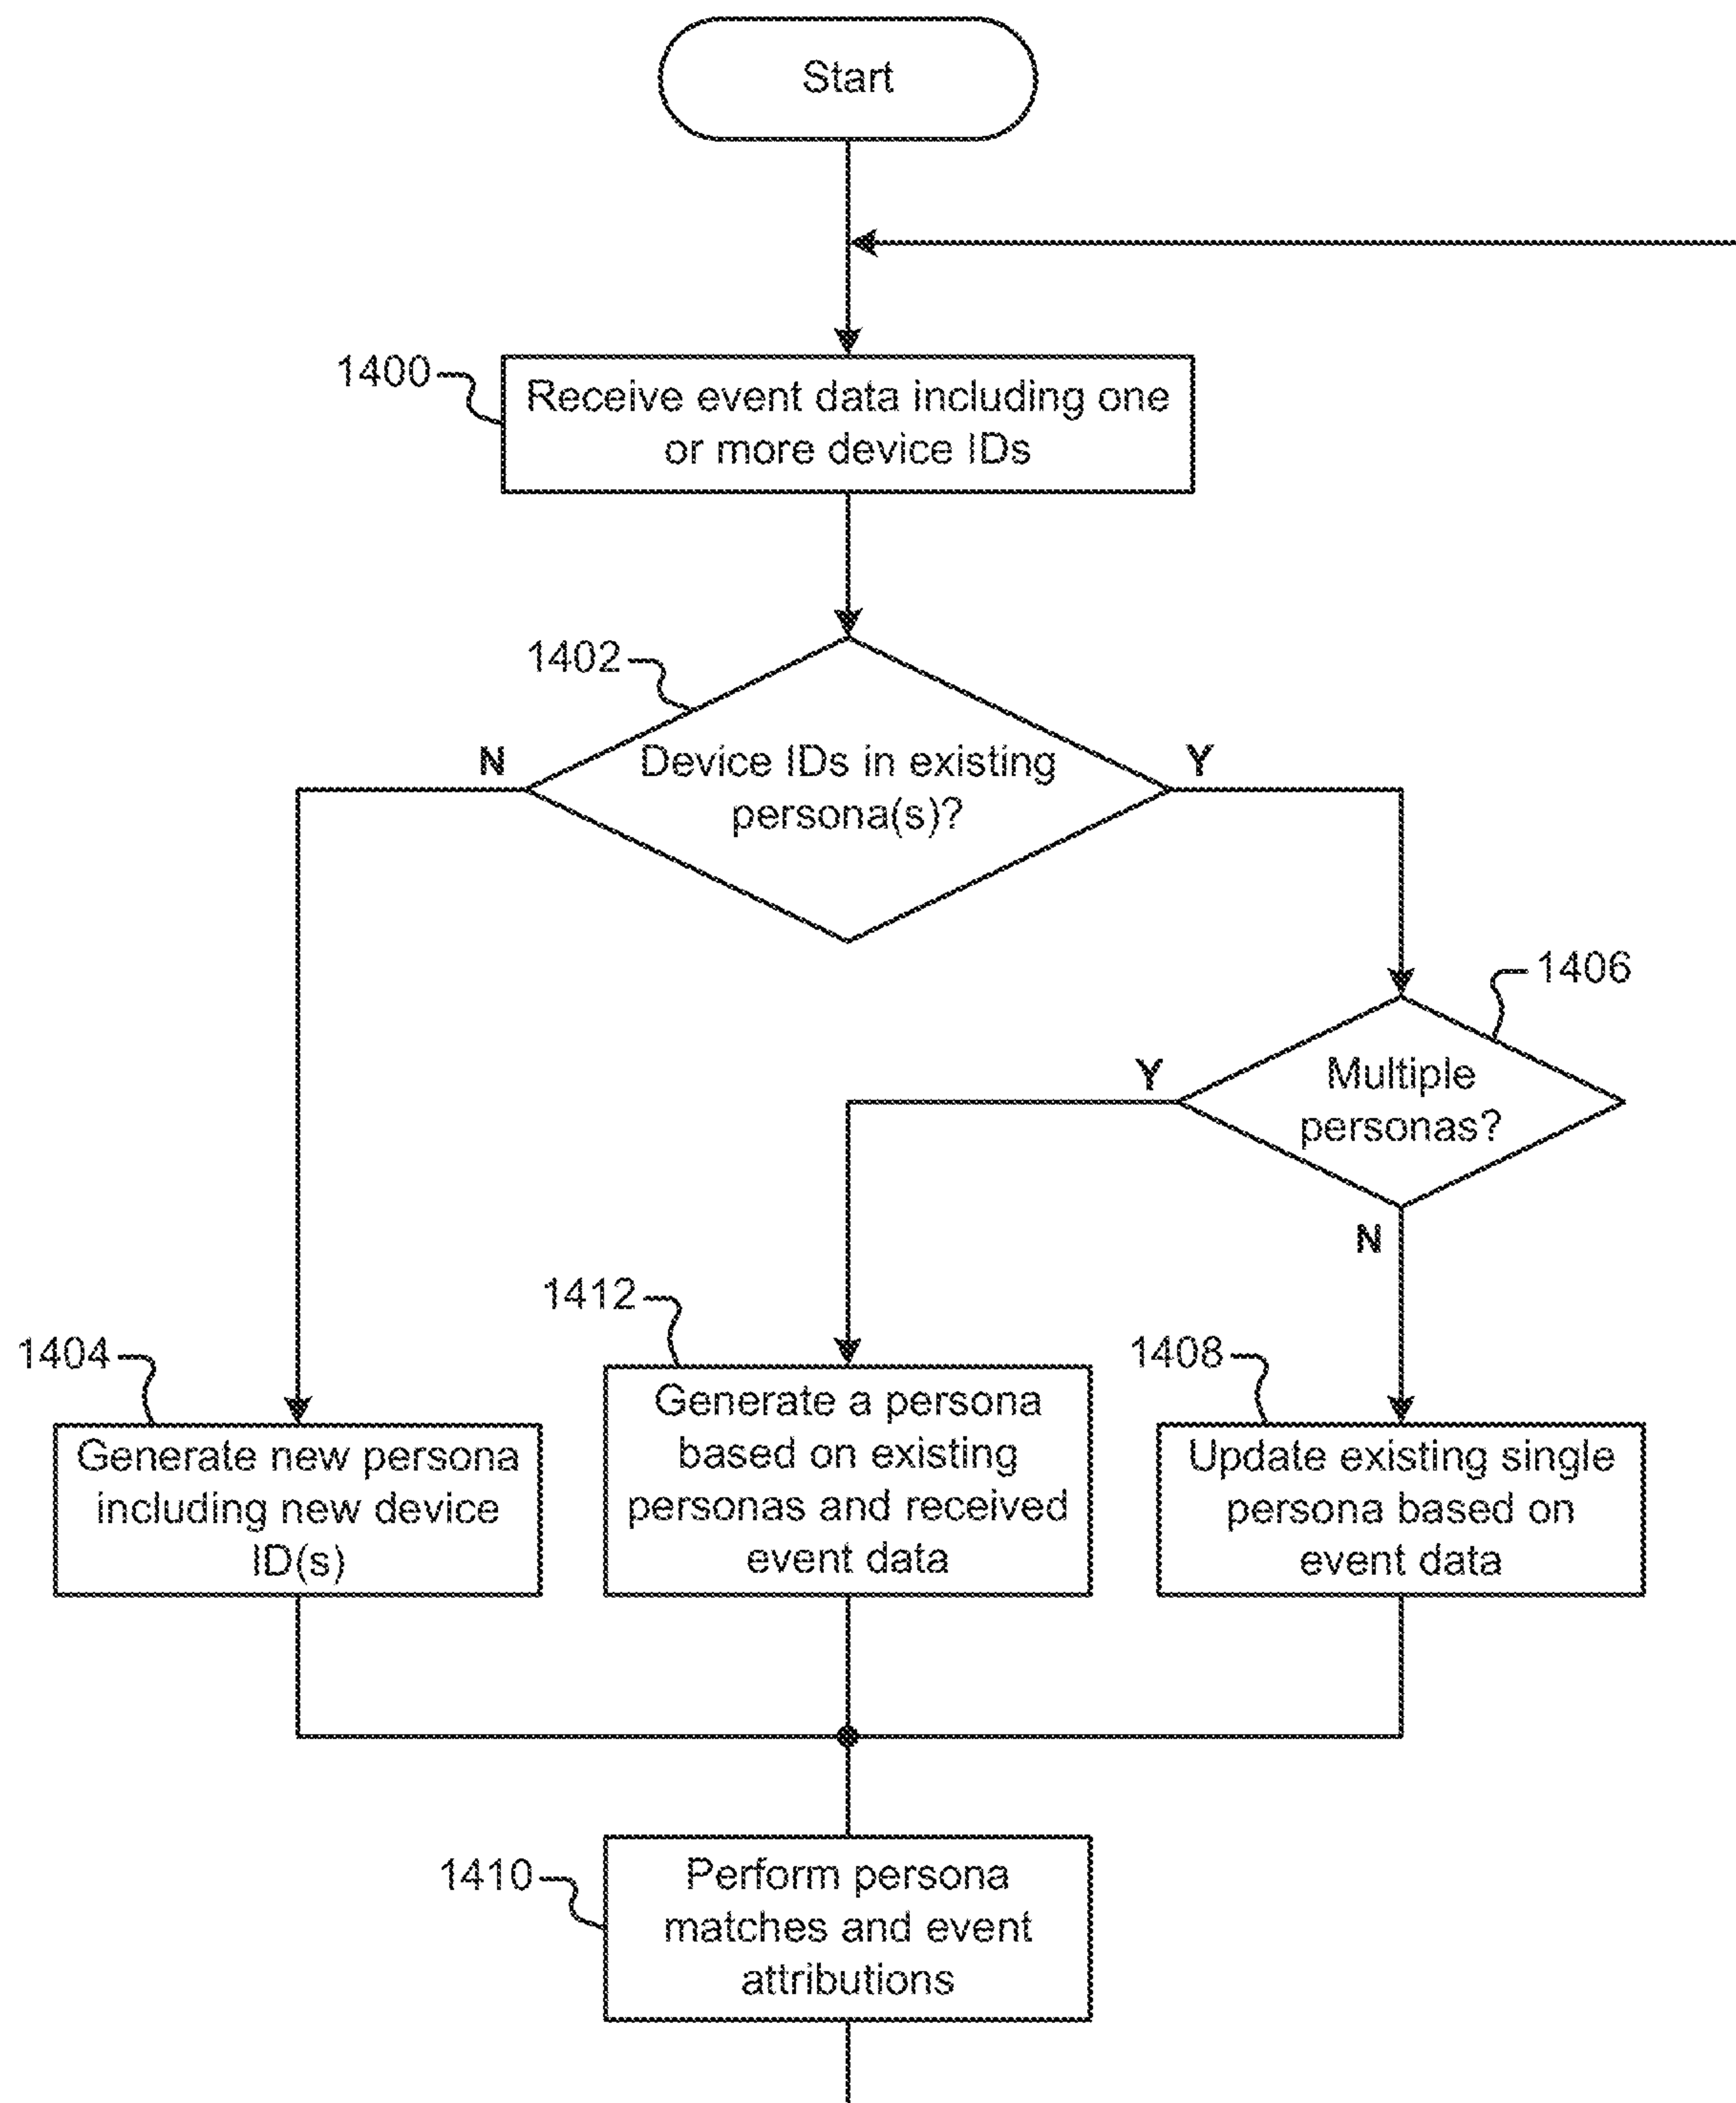 Start
1400
Receive event data including one
or more device IDs
1402
N
Device IDs in existing
persona(s)?
Y
1406
Y
Multiple
personas?
N
1412
1404
1408
Generate new persona
including new device
ID(s)
Generate a persona
based on existing
personas and received
event data
Update existing single
persona based on
event data
1410
Perform persona
matches and event
attributions